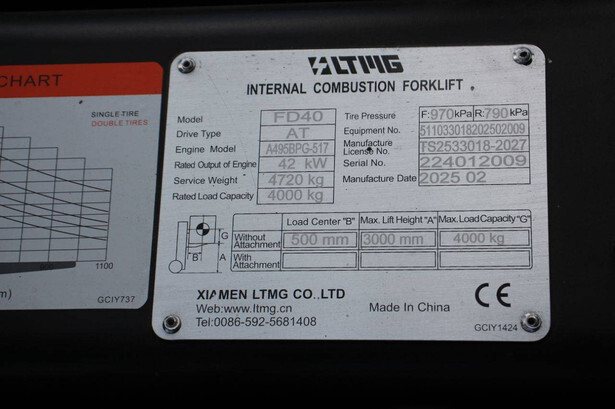 CHART
SINGLE TIRE
DOUBLE TIRES
1100
m)
GCIY737
LTMG
INTERNAL COMBUSTION FORKLIFT
Model FD40
Drive Type AT
Engine Model A495BPG-517
Rated Output of Engine 42 kW
Service Weight 4720 kg
Rated Load Capacity 4000 kg
Tire Pressure F:970kPa R:790kPa
Equipment No. 511033018202502009
Manufacture License No. TS2533018-2027
Serial No. 224012009
Manufacture Date 2025 02
Load Center "B" Max. Lift Height "A" Max. Load Capacity "G"
Without Attachment 500 mm 3000 mm 4000 kg
With Attachment
G
B
A
XIAMEN LTMG CO.,LTD
Web:www.ltmg.cn
Tel:0086-592-5681408
Made In China
CE
GCIY1424